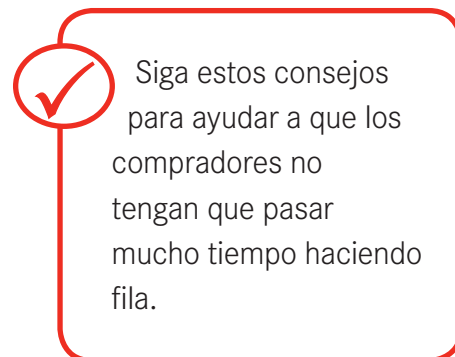 Siga estos consejos
para ayudar a que los
compradores no
tengan que pasar
mucho tiempo haciendo
fila.